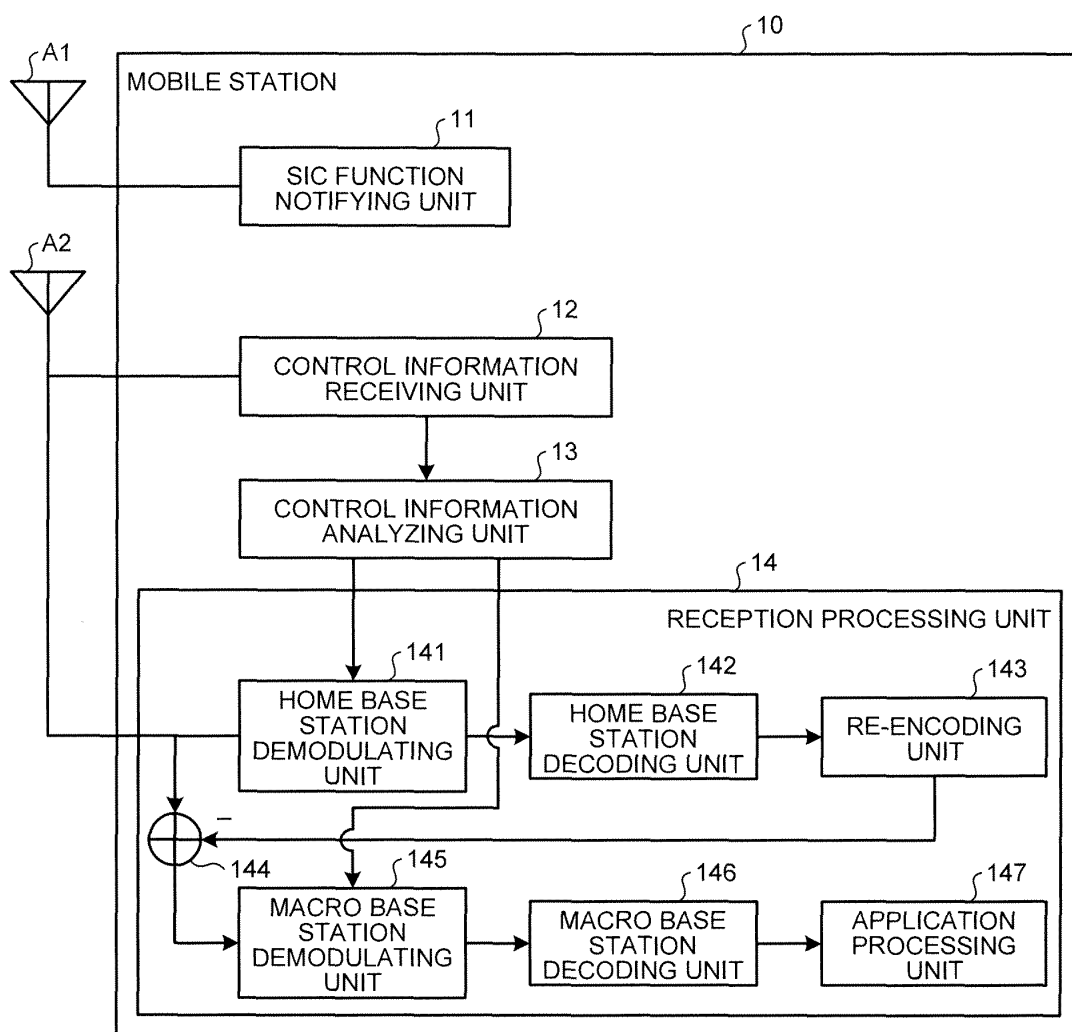 10
A1
MOBILE STATION
11
SIC FUNCTION
NOTIFYING UNIT
A2
12
CONTROL INFORMATION
RECEIVING UNIT
13
CONTROL INFORMATION
ANALYZING UNIT
14
RECEPTION PROCESSING UNIT
141
HOME BASE
STATION
DEMODULATING
UNIT
142
HOME BASE
STATION
DECODING UNIT
143
RE-ENCODING
UNIT
−
144
145
MACRO BASE
STATION
DEMODULATING
UNIT
146
MACRO BASE
STATION
DECODING UNIT
147
APPLICATION
PROCESSING
UNIT